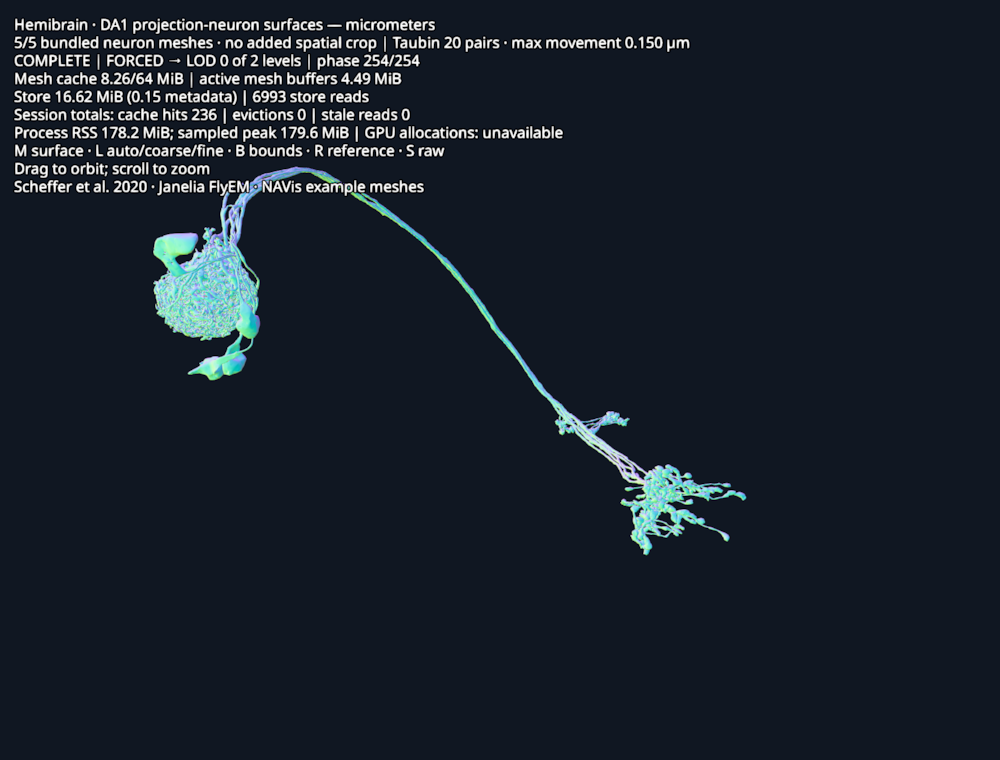 Hemibrain · DA1 projection-neuron surfaces — micrometers
5/5 bundled neuron meshes · no added spatial crop | Taubin 20 pairs · max movement 0.150 µm
COMPLETE | FORCED → LOD 0 of 2 levels | phase 254/254
Mesh cache 8.26/64 MiB | active mesh buffers 4.49 MiB
Store 16.62 MiB (0.15 metadata) | 6993 store reads
Session totals: cache hits 236 | evictions 0 | stale reads 0
Process RSS 178.2 MiB; sampled peak 179.6 MiB | GPU allocations: unavailable
M surface · L auto/coarse/fine · B bounds · R reference · S raw
Drag to orbit; scroll to zoom
Scheffer et al. 2020 · Janelia FlyEM · NAVis example meshes